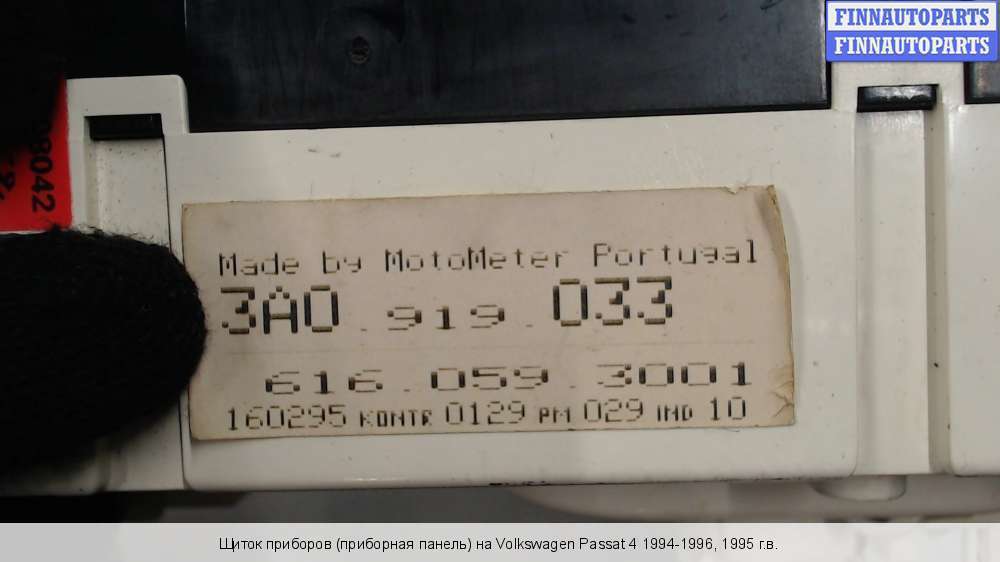 FINNAUTOPARTS
FINNAUTOPARTS
98042
Made by MotoMeter Portugal
3A0.919.033
616.059.3001
160295 KONTR 0129 PM 029 IND 10
Щиток приборов (приборная панель) на Volkswagen Passat 4 1994-1996, 1995 г.в.